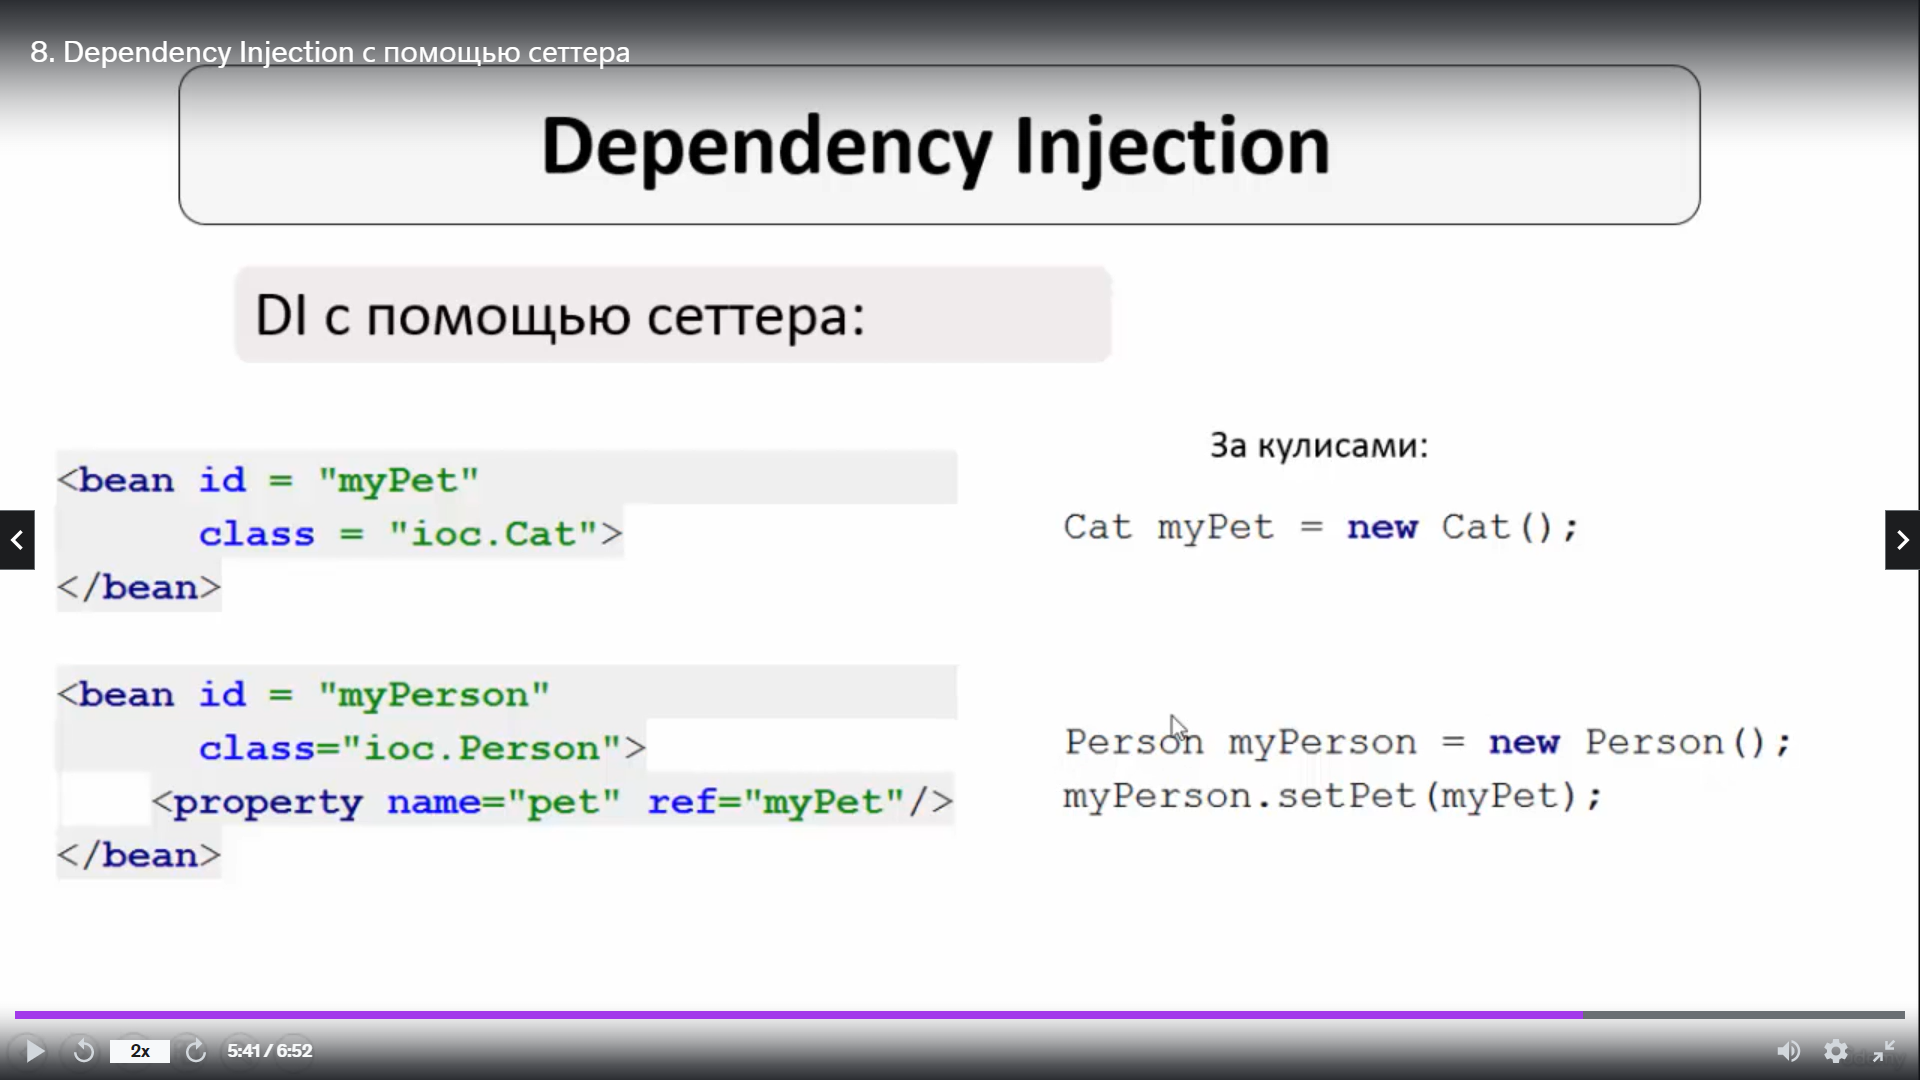 8. Dependency Injection с помощью сеттера
Dependency Injection
DI с помощью сеттера:
<bean id = "myPet"
class = "ioc.Cat">
</bean>
<bean id = "myPerson"
class="ioc.Person">
<property name="pet" ref="myPet"/>
</bean>
За кулисами:
Cat myPet = new Cat();
Person myPerson = new Person();
myPerson.setPet(myPet);
2x
5:41 / 6:52